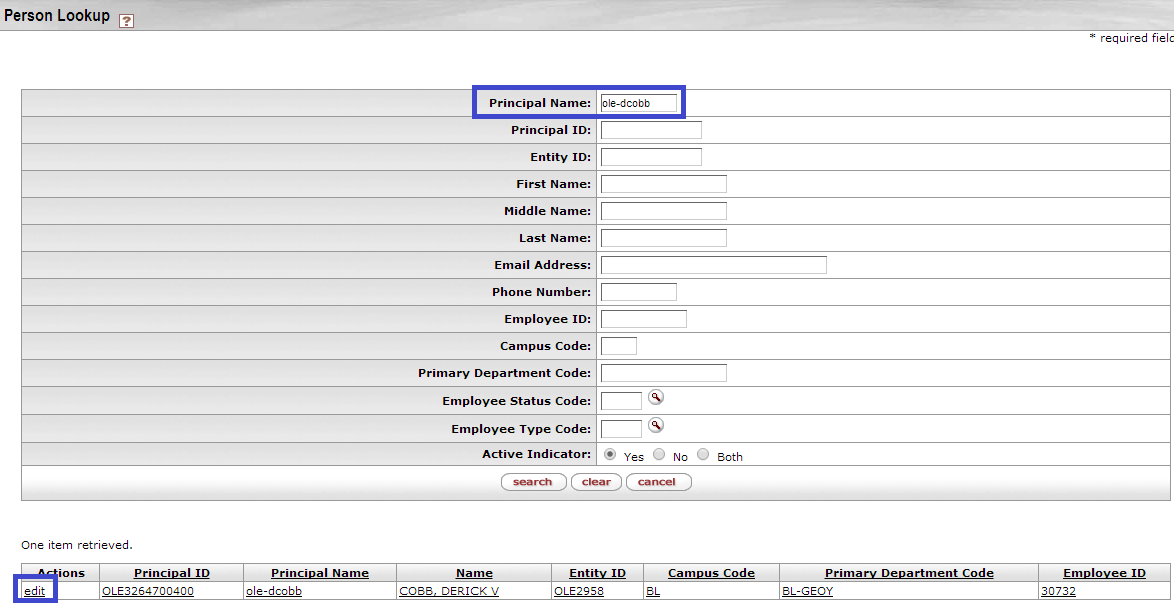 Person Lookup ?
* required field
Principal Name: ole-dcobb
Principal ID:
Entity ID:
First Name:
Middle Name:
Last Name:
Email Address:
Phone Number:
Employee ID:
Campus Code:
Primary Department Code:
Employee Status Code:
Employee Type Code:
Active Indicator: Yes No Both
search clear cancel
One item retrieved.
Actions Principal ID Principal Name Name Entity ID Campus Code Primary Department Code Employee ID
edit OLE3264700400 ole-dcobb COBB, DERICK V OLE2958 BL BL-GEOY 30732